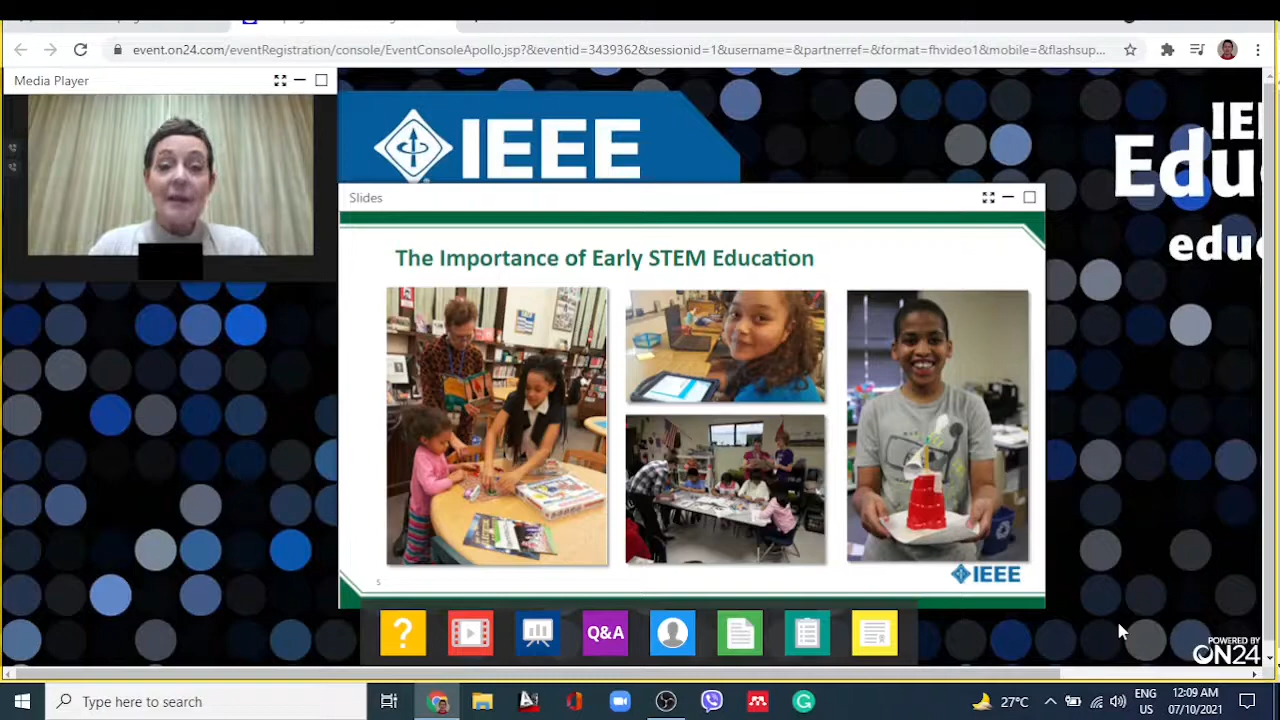 event.on24.com/eventRegistration/console/EventConsoleApollo.jsp?&eventid=3439362&sessionid=1&username=&partnerref=&format=fhvideo1&mobile=&flashsup...
Media Player
IEEE
Slides
The Importance of Early STEM Education
5
IEEE
?
Q&A
POWERED BY
ON24
Type here to search
27°C
ENG
US
12:09 AM
07/10/2021